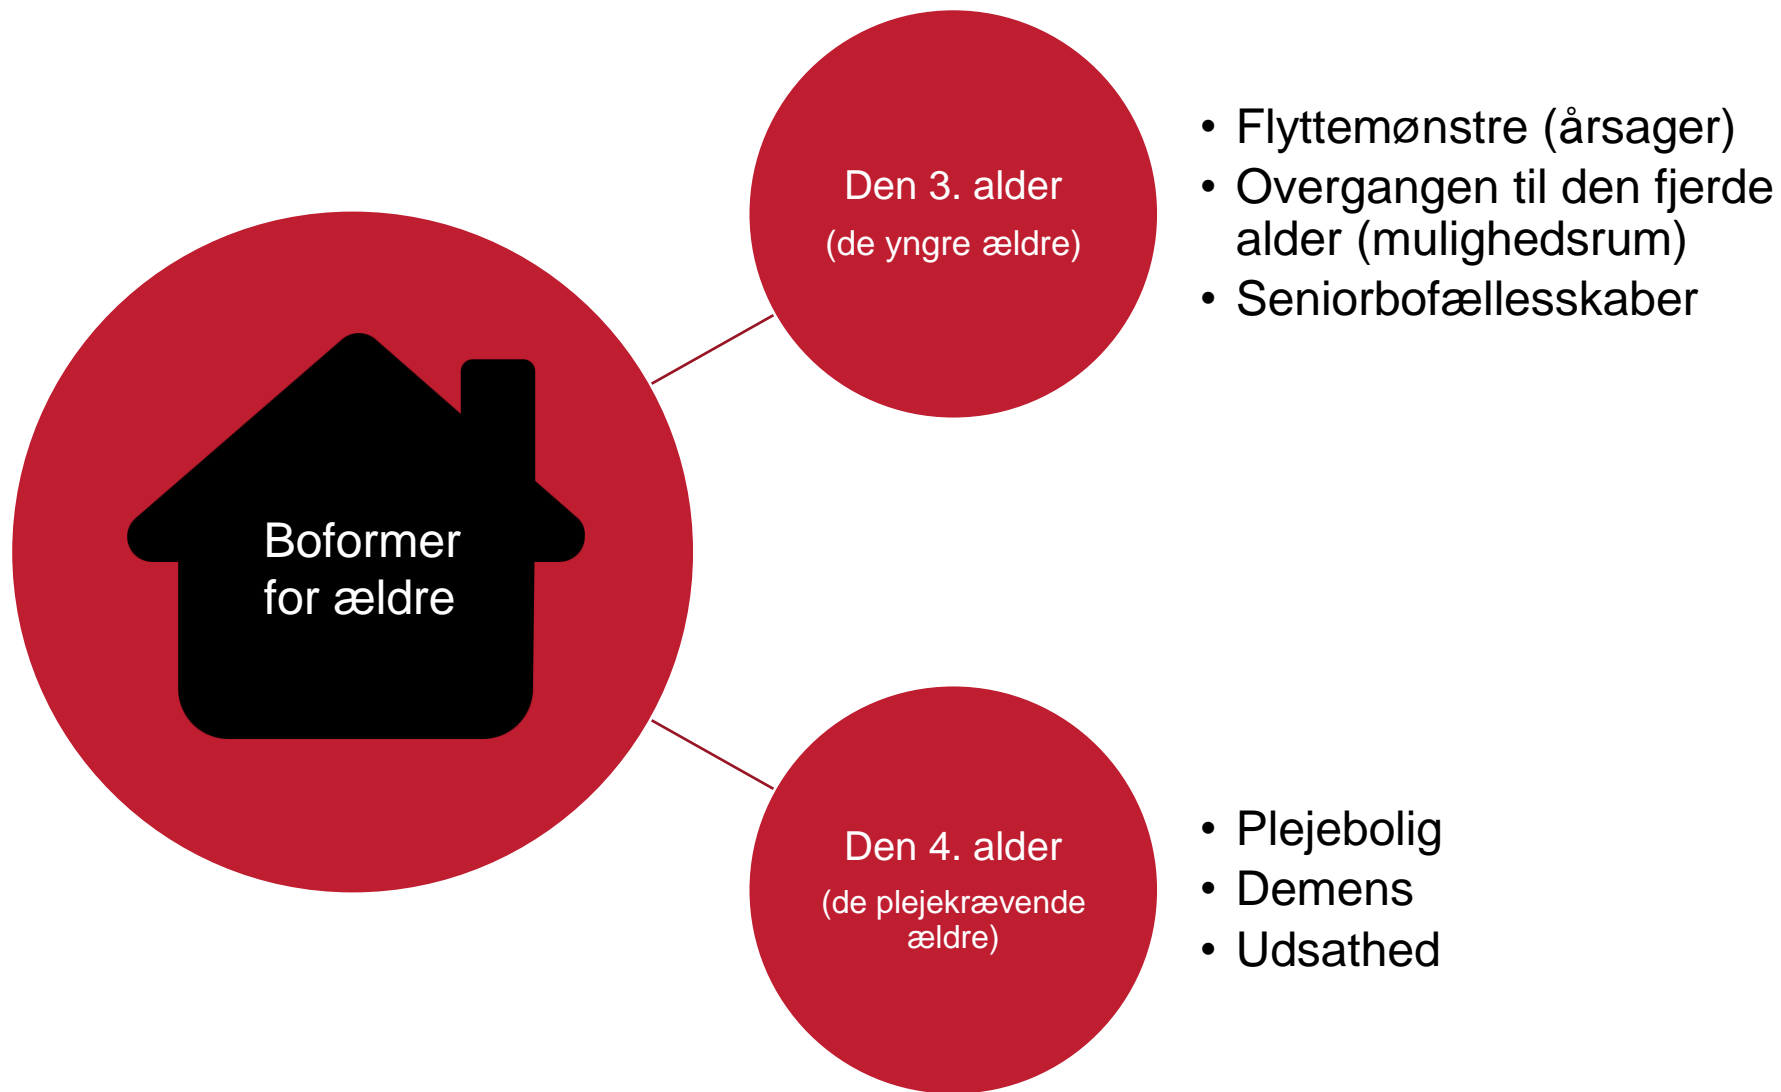 Boformer
for ældre
Den 3. alder
(de yngre ældre)
• Flyttemønstre (årsager)
• Overgangen til den fjerde
alder (mulighedsrum)
• Seniorbofællesskaber
Den 4. alder
(de plejekrævende
ældre)
• Plejebolig
• Demens
• Udsathed